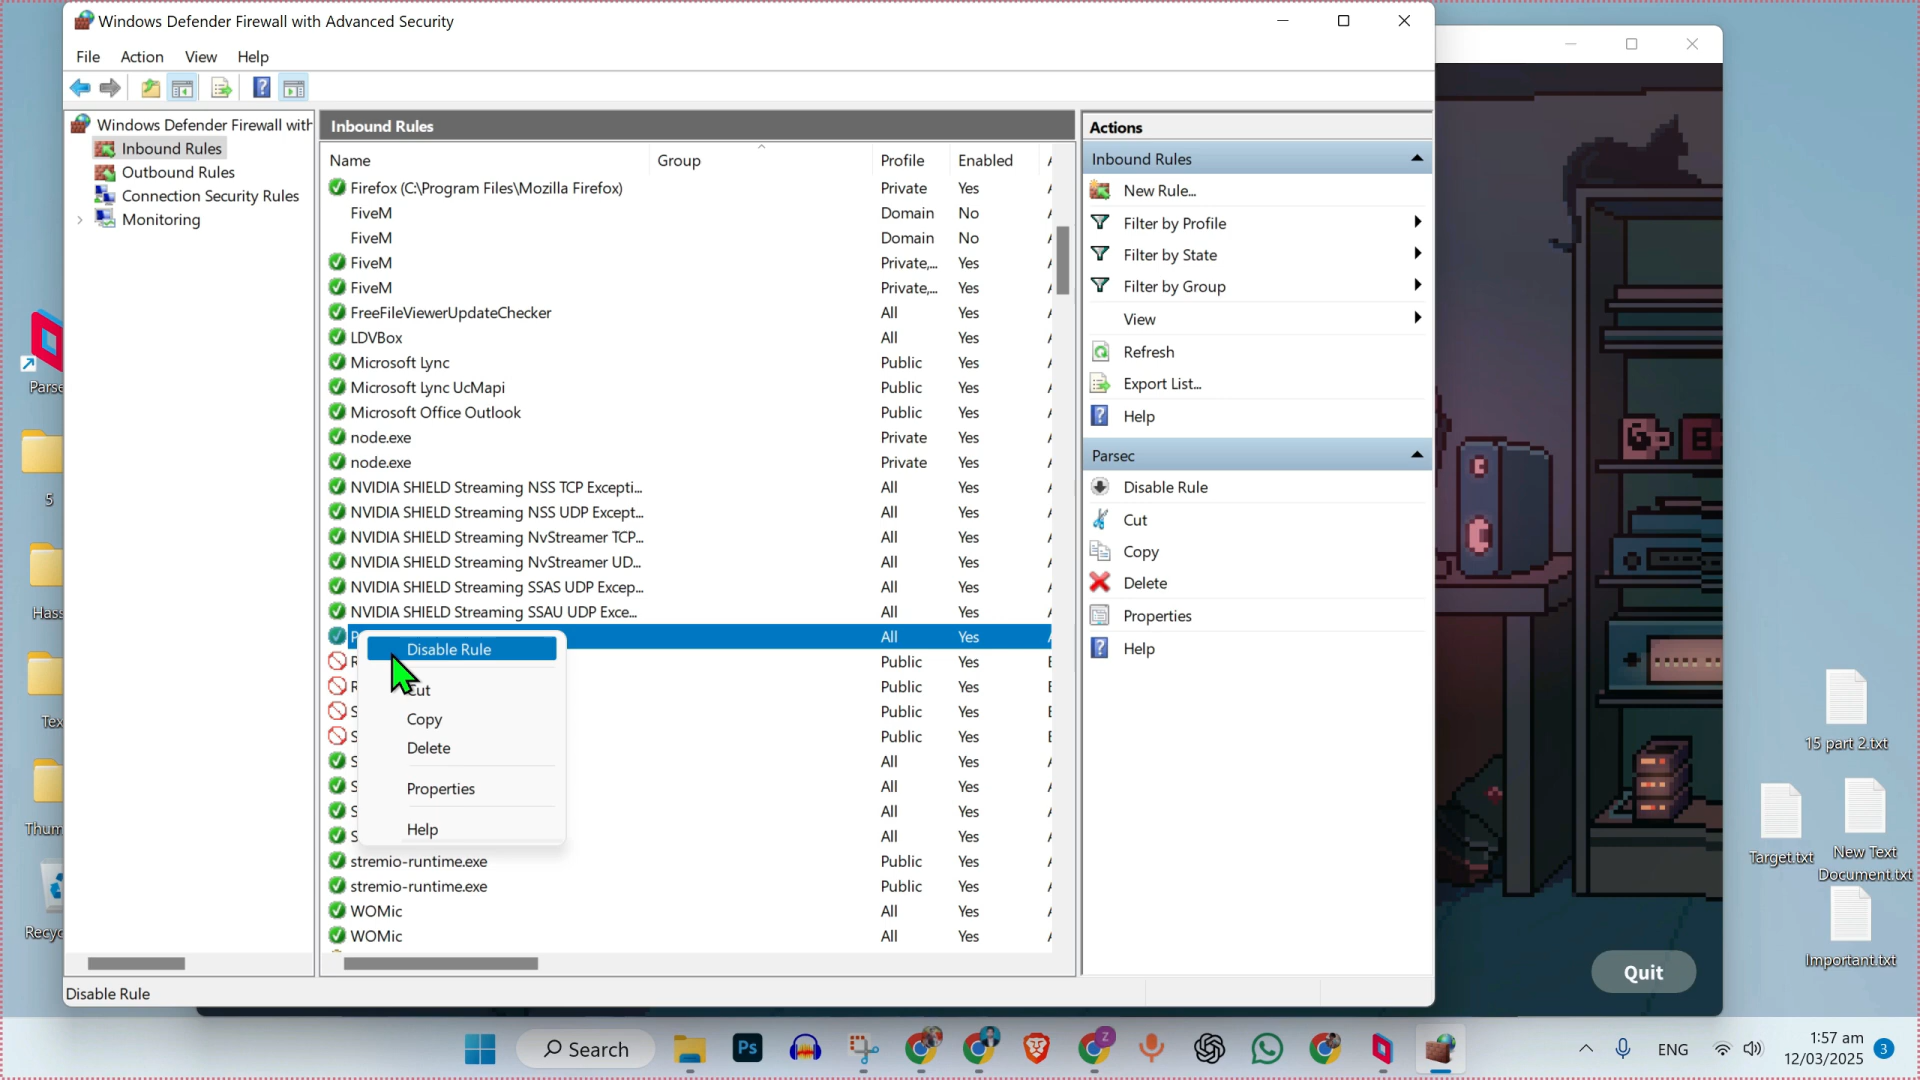 Windows Defender Firewall with Advanced Security
File Action View Help
Windows Defender Firewall with
Inbound Rules
Outbound Rules
Connection Security Rules
Monitoring
Inbound Rules
Name Group Profile Enabled
Firefox (C:\Program Files\Mozilla Firefox) Private Yes
FiveM Domain No
FiveM Domain No
FiveM Private,... Yes
FiveM Private,... Yes
FreeFileViewerUpdateChecker All Yes
LDVBox All Yes
Microsoft Lync Public Yes
Microsoft Lync UcMapi Public Yes
Microsoft Office Outlook Public Yes
node.exe Private Yes
node.exe Private Yes
NVIDIA SHIELD Streaming NSS TCP Excepti... All Yes
NVIDIA SHIELD Streaming NSS UDP Except... All Yes
NVIDIA SHIELD Streaming NvStreamer TCP... All Yes
NVIDIA SHIELD Streaming NvStreamer UD... All Yes
NVIDIA SHIELD Streaming SSAS UDP Excep... All Yes
NVIDIA SHIELD Streaming SSAU UDP Exce... All Yes
P All Yes
R Public Yes
R Public Yes
S Public Yes
S Public Yes
S All Yes
S All Yes
S All Yes
S All Yes
stremio-runtime.exe Public Yes
stremio-runtime.exe Public Yes
WOMic All Yes
WOMic All Yes
Disable Rule
Cut
Copy
Delete
Properties
Help
Actions
Inbound Rules
New Rule...
Filter by Profile
Filter by State
Filter by Group
View
Refresh
Export List...
Help
Parsec
Disable Rule
Cut
Copy
Delete
Properties
Help
Disable Rule
Parse
5
Hass
Tex
Thum
Recyc
15 part 2.txt
Target.txt
New Text
Document.txt
Important.txt
Quit
Search
Ps
Z
ENG
1:57 am
12/03/2025
3